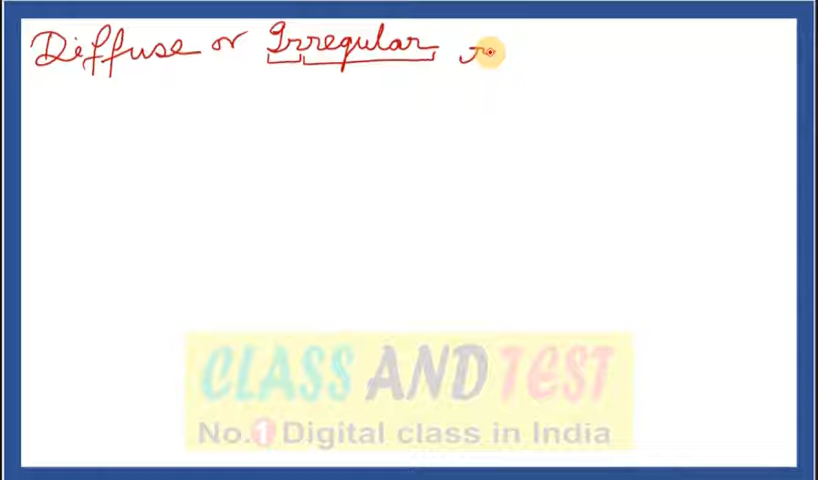 Diffuse or Irregular
CLASS AND TEST
No.1 Digital class in India